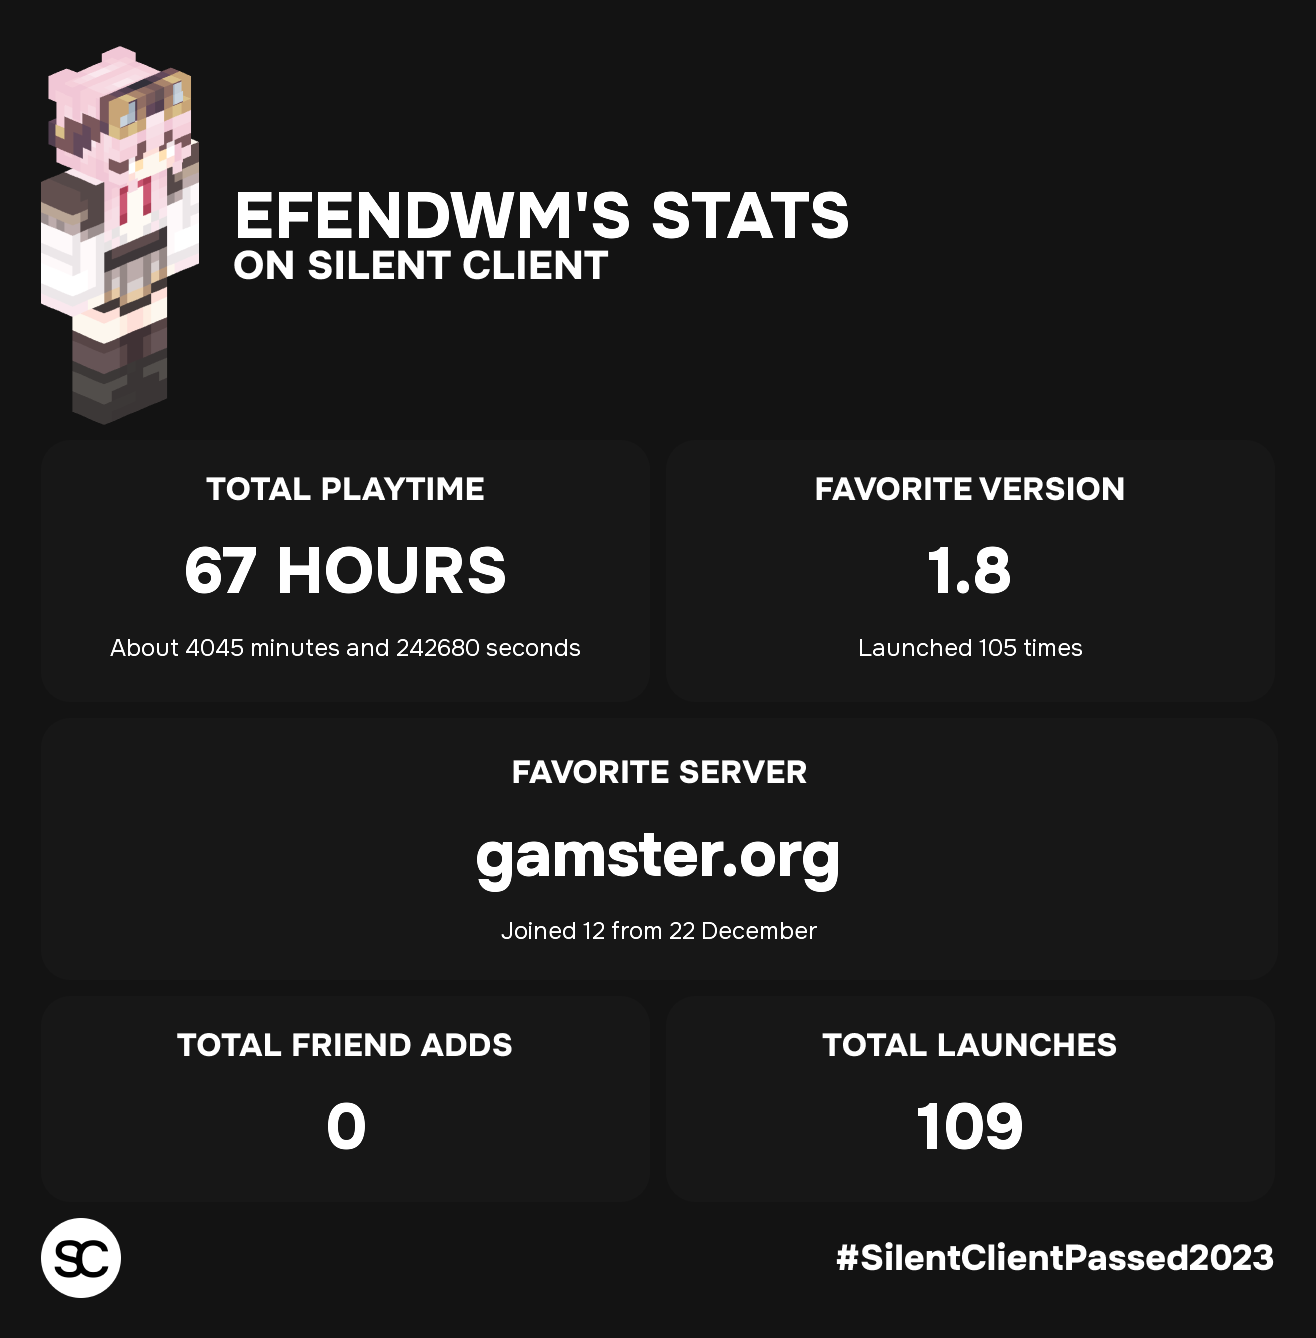 EFENDWM'S STATS
ON SILENT CLIENT
TOTAL PLAYTIME
67 HOURS
About 4045 minutes and 242680 seconds
FAVORITE VERSION
1.8
Launched 105 times
FAVORITE SERVER
gamster.org
Joined 12 from 22 December
TOTAL FRIEND ADDS
0
TOTAL LAUNCHES
109
SC
#SilentClientPassed2023